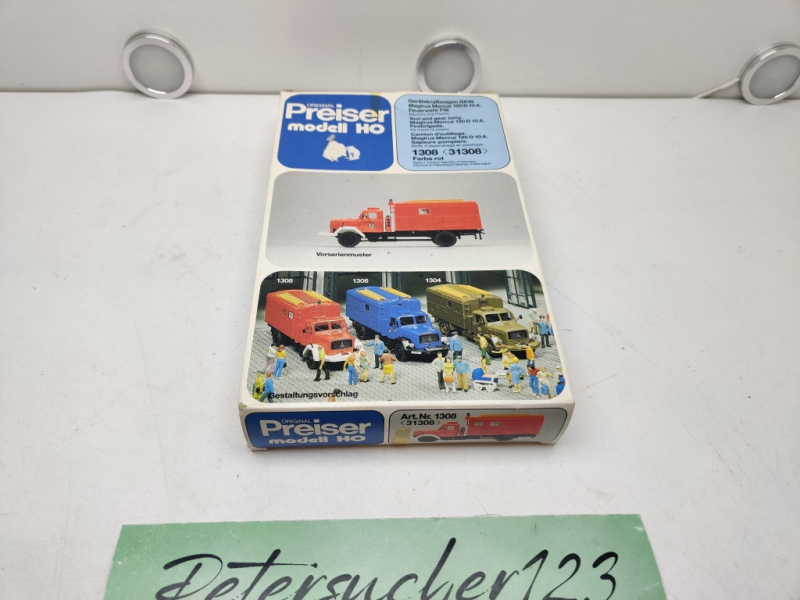 ORIGINAL
Preiser
modell HO
Gerätekraftwagen GKW.
Magirus Mercur 120 D 10 A.
Feuerwehr FW.
Tool and gear lorry.
Magirus Mercur 120 D 10 A.
Firebrigade.
Camion d'outillage.
Magirus Mercur 120 D 10 A.
Sapeurs-pompiers.
1308 <31308>
Farbe rot
Vorserienmuster
1308
1306
1304
Gestaltungsvorschlag
ORIGINAL
Preiser
modell HO
Art.Nr. 1308
<31308>
Petersucher123